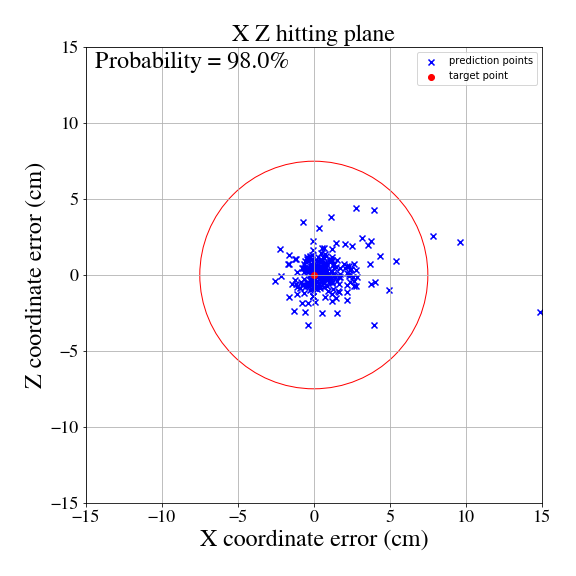 X Z hitting plane
Probability = 98.0%
prediction points
target point
15
10
5
0
−5
−10
−15
Z coordinate error (cm)
−15 −10 −5 0 5 10 15
X coordinate error (cm)